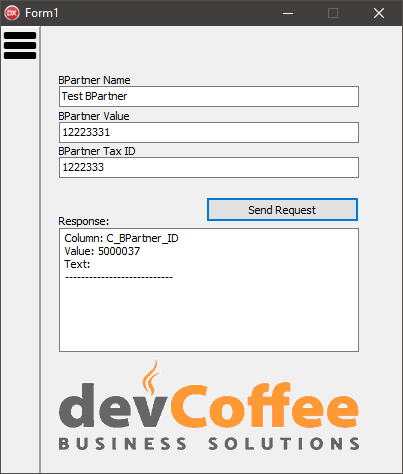 DX Form1
BPartner Name
Test BPartner
BPartner Value
12223331
BPartner Tax ID
1222333
Send Request
Response:
Column: C_BPartner_ID
Value: 5000037
Text:
---------------------------
devCoffee
BUSINESS SOLUTIONS